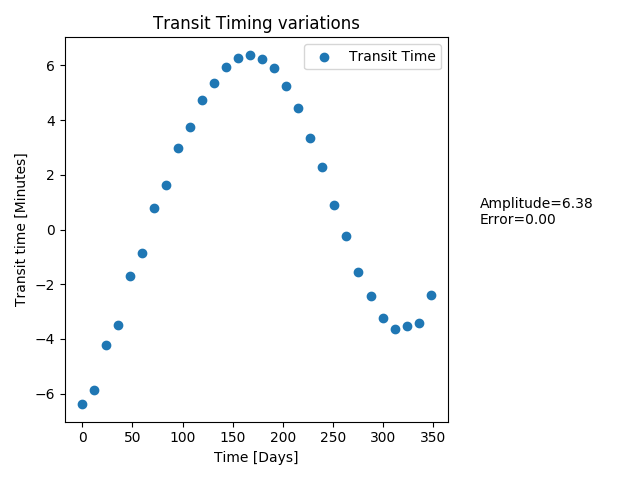 Transit Timing variations
Transit Time
6
4
2
0
−2
−4
−6
Transit time [Minutes]
0 50 100 150 200 250 300 350
Time [Days]
Amplitude=6.38
Error=0.00